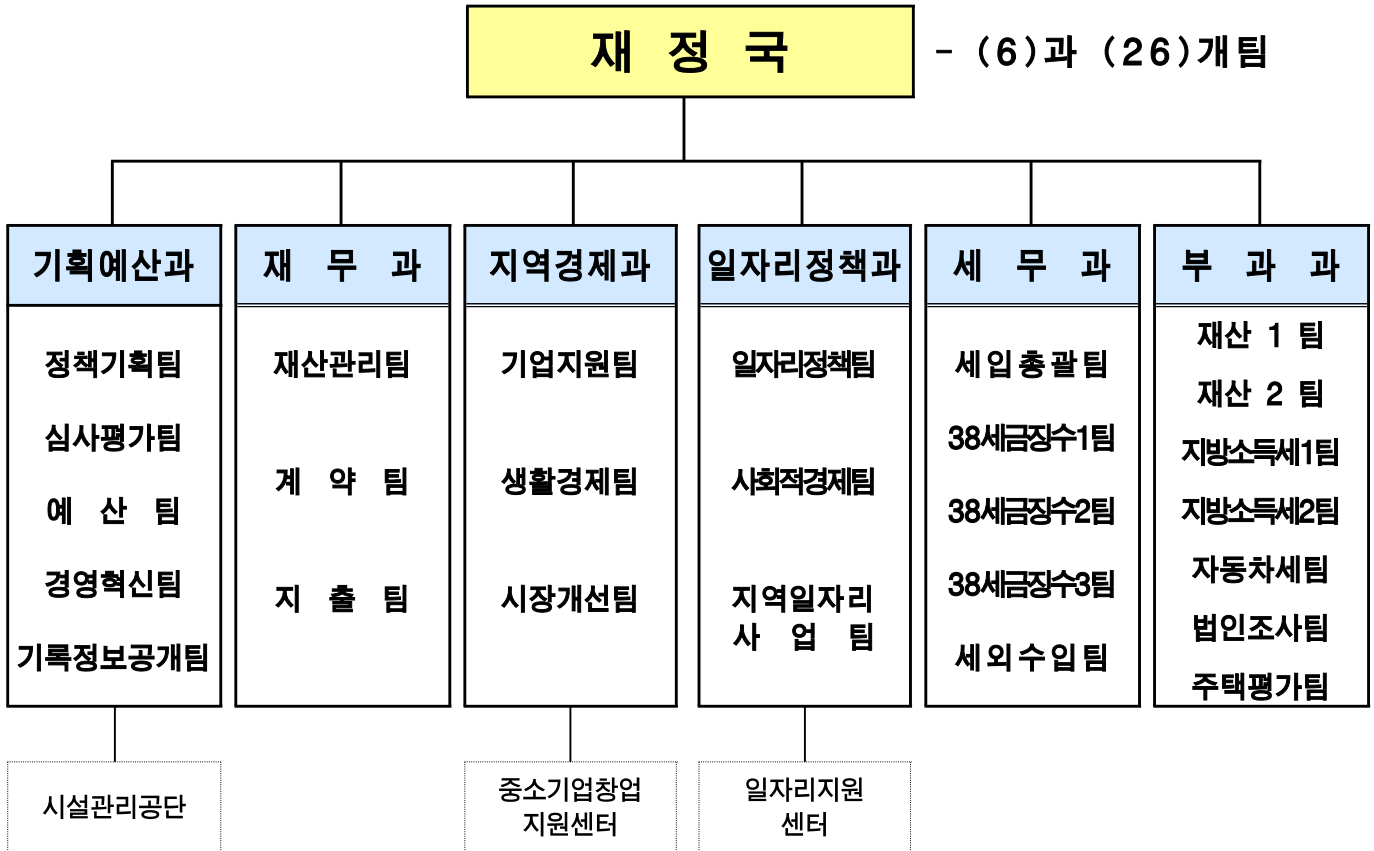 재 정 국
- (6)과 (26)개팀
기획예산과
정책기획팀
심사평가팀
예 산 팀
경영혁신팀
기록정보공개팀
시설관리공단
재 무 과
재산관리팀
계 약 팀
지 출 팀
지역경제과
기업지원팀
생활경제팀
시장개선팀
중소기업창업
지원센터
일자리정책과
일자리정책팀
사회적경제팀
지역일자리
사 업 팀
일자리지원
센터
세 무 과
세입총괄팀
38세금징수1팀
38세금징수2팀
38세금징수3팀
세외수입팀
부 과 과
재산 1 팀
재산 2 팀
지방소득세1팀
지방소득세2팀
자동차세팀
법인조사팀
주택평가팀